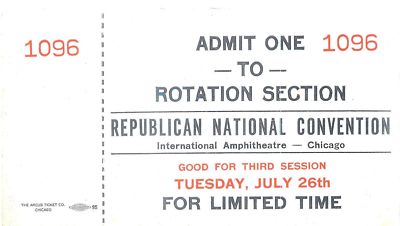 1096
ADMIT ONE 1096
— TO —
ROTATION SECTION
REPUBLICAN NATIONAL CONVENTION
International Amphitheatre — Chicago
GOOD FOR THIRD SESSION
TUESDAY, JULY 26th
FOR LIMITED TIME
THE ARCUS TICKET CO.
CHICAGO
95